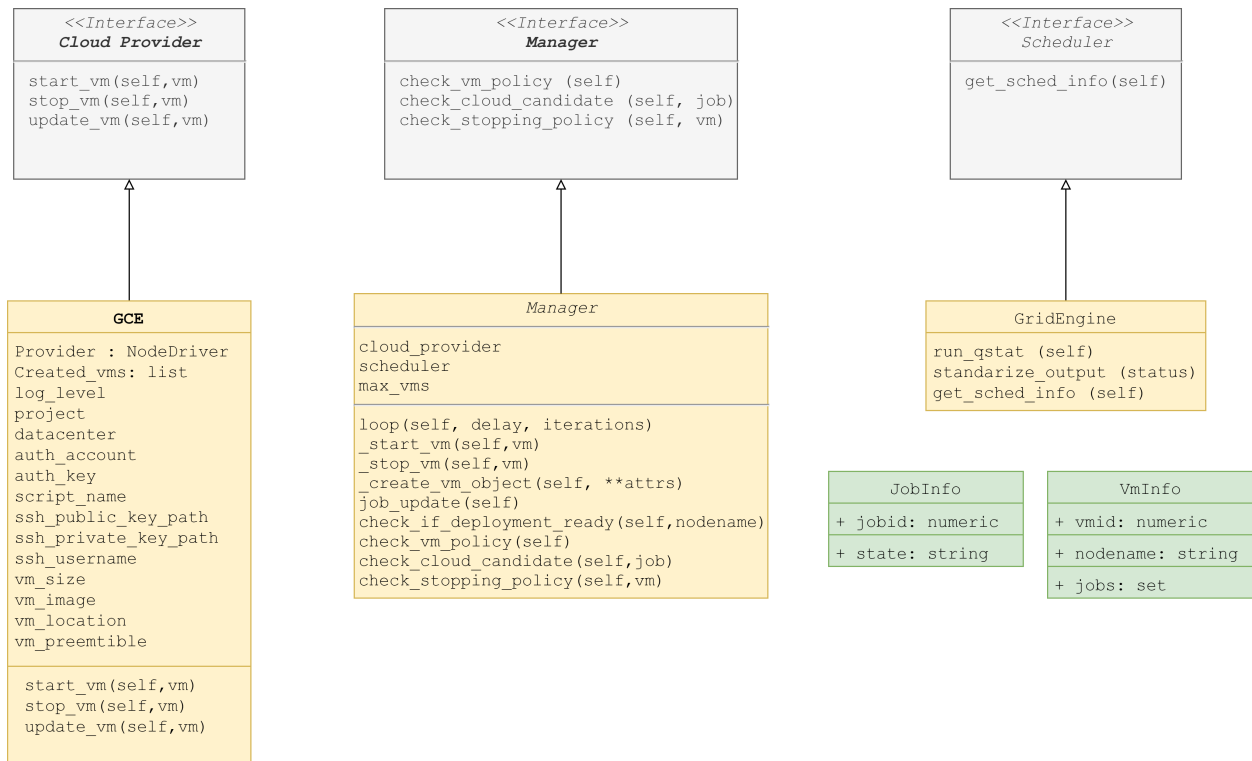 <<Interface>>
Cloud Provider
start_vm(self,vm)
stop_vm(self,vm)
update_vm(self,vm)
<<Interface>>
Manager
check_vm_policy (self)
check_cloud_candidate (self, job)
check_stopping_policy (self, vm)
<<Interface>>
Scheduler
get_sched_info(self)
GCE
Provider : NodeDriver
Created_vms: list
log_level
project
datacenter
auth_account
auth_key
script_name
ssh_public_key_path
ssh_private_key_path
ssh_username
vm_size
vm_image
vm_location
vm_preemtible
start_vm(self,vm)
stop_vm(self,vm)
update_vm(self,vm)
Manager
cloud_provider
scheduler
max_vms
loop(self, delay, iterations)
_start_vm(self,vm)
_stop_vm(self,vm)
_create_vm_object(self, **attrs)
job_update(self)
check_if_deployment_ready(self,nodename)
check_vm_policy(self)
check_cloud_candidate(self,job)
check_stopping_policy(self,vm)
GridEngine
run_qstat (self)
standarize_output (status)
get_sched_info (self)
JobInfo
+ jobid: numeric
+ state: string
VmInfo
+ vmid: numeric
+ nodename: string
+ jobs: set